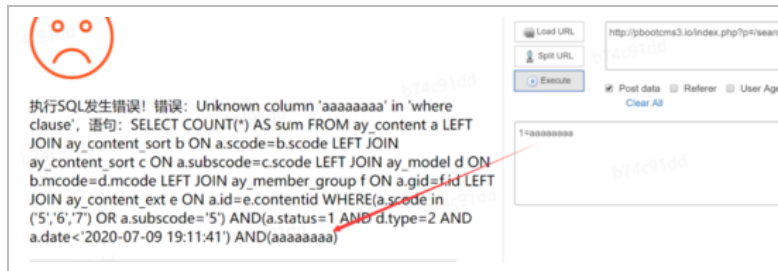 Load URL
http://pbootcms3.io/index.php?p=/sear
Split URL
Execute
Post data Referer User Age
Clear All
执行SQL发生错误！错误：Unknown column 'aaaaaaaa' in 'where
clause'，语句：SELECT COUNT(*) AS sum FROM ay_content a LEFT
JOIN ay_content_sort b ON a.scode=b.scode LEFT JOIN
ay_content_sort c ON a.subscode=c.scode LEFT JOIN ay_model d ON
b.mcode=d.mcode LEFT JOIN ay_member_group f ON a.gid=f.id LEFT
JOIN ay_content_ext e ON a.id=e.contentid WHERE(a.scode in
('5','6','7') OR a.subscode='5') AND(a.status=1 AND d.type=2 AND
a.date<'2020-07-09 19:11:41') AND(aaaaaaaa)
1=aaaaaaaa
b74c91dd
b74c91dd
b74c91dd